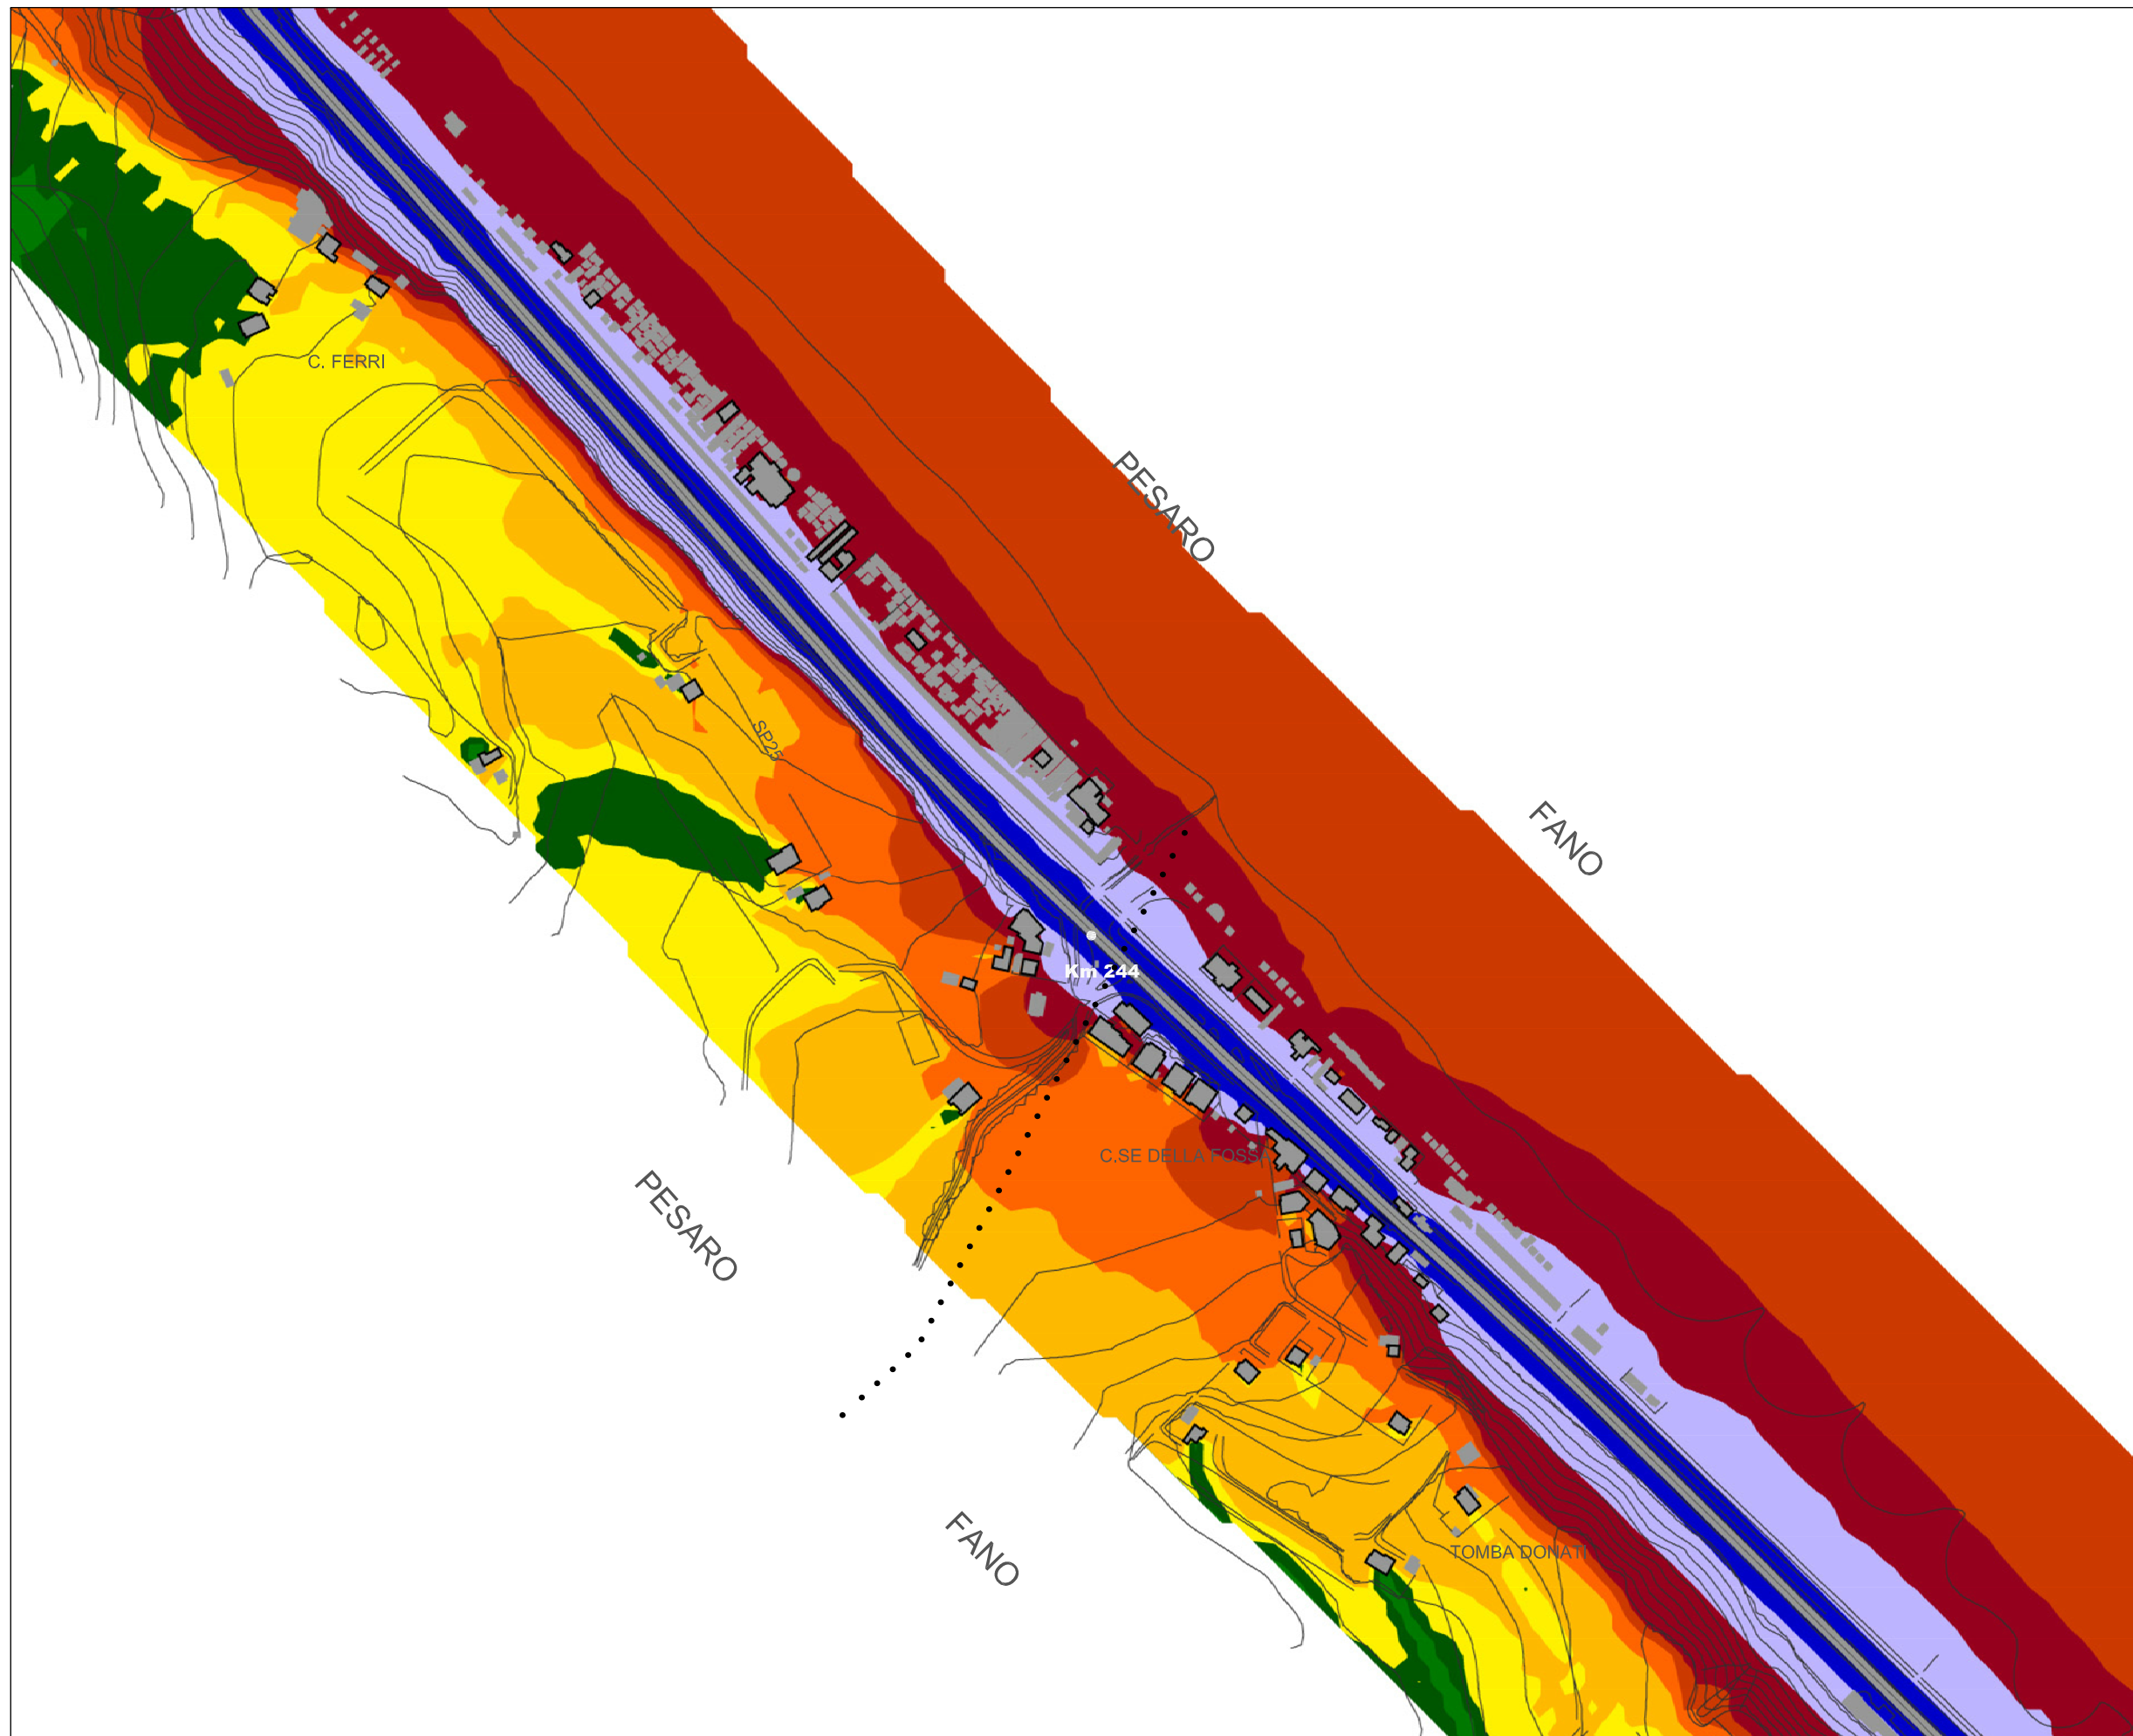 C. FERRI
PESARO
SP25
FANO
Km 244
C.SE DELLA FOSSA
PESARO
FANO
TOMBA DONATI